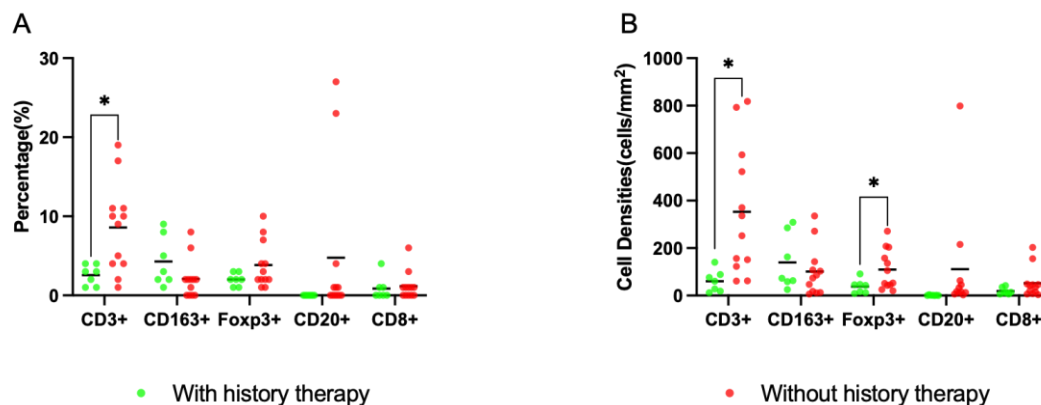 A
Percentage(%)
30
20
10
0
*
CD3+ CD163+ Foxp3+ CD20+ CD8+
B
Cell Densities(cells/mm²)
1000
800
600
400
200
0
*
*
CD3+ CD163+ Foxp3+ CD20+ CD8+
With history therapy
Without history therapy